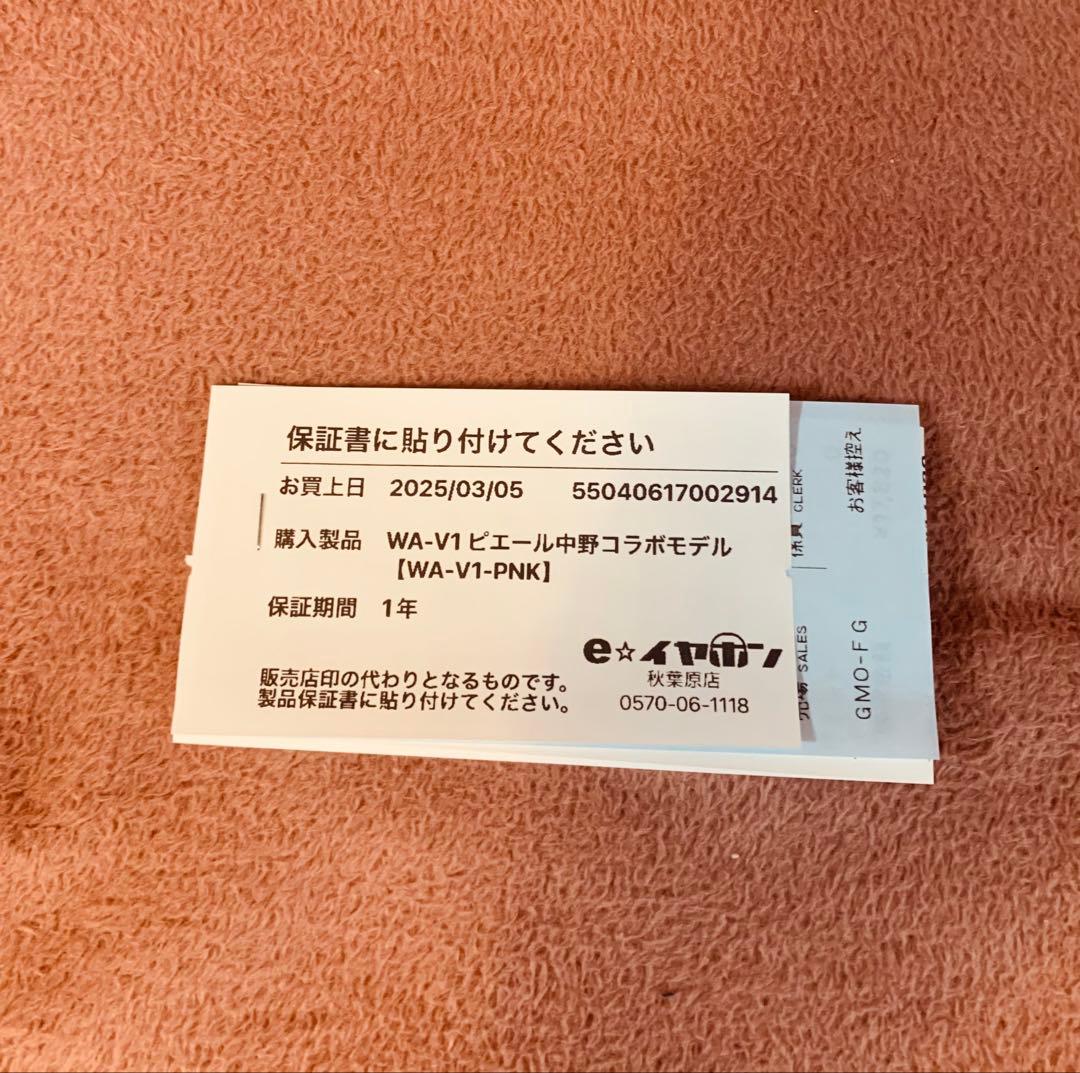 保証書に貼り付けてください
お買上日 2025/03/05 55040617002914
購入製品 WA-V1 ピエール中野コラボモデル
【WA-V1-PNK】
保証期間 1年
e☆イヤホン
秋葉原店
0570-06-1118
販売店印の代わりとなるものです。
製品保証書に貼り付けてください。
お客様控え
係員 CLERK
売場 SALES
GMO-FG